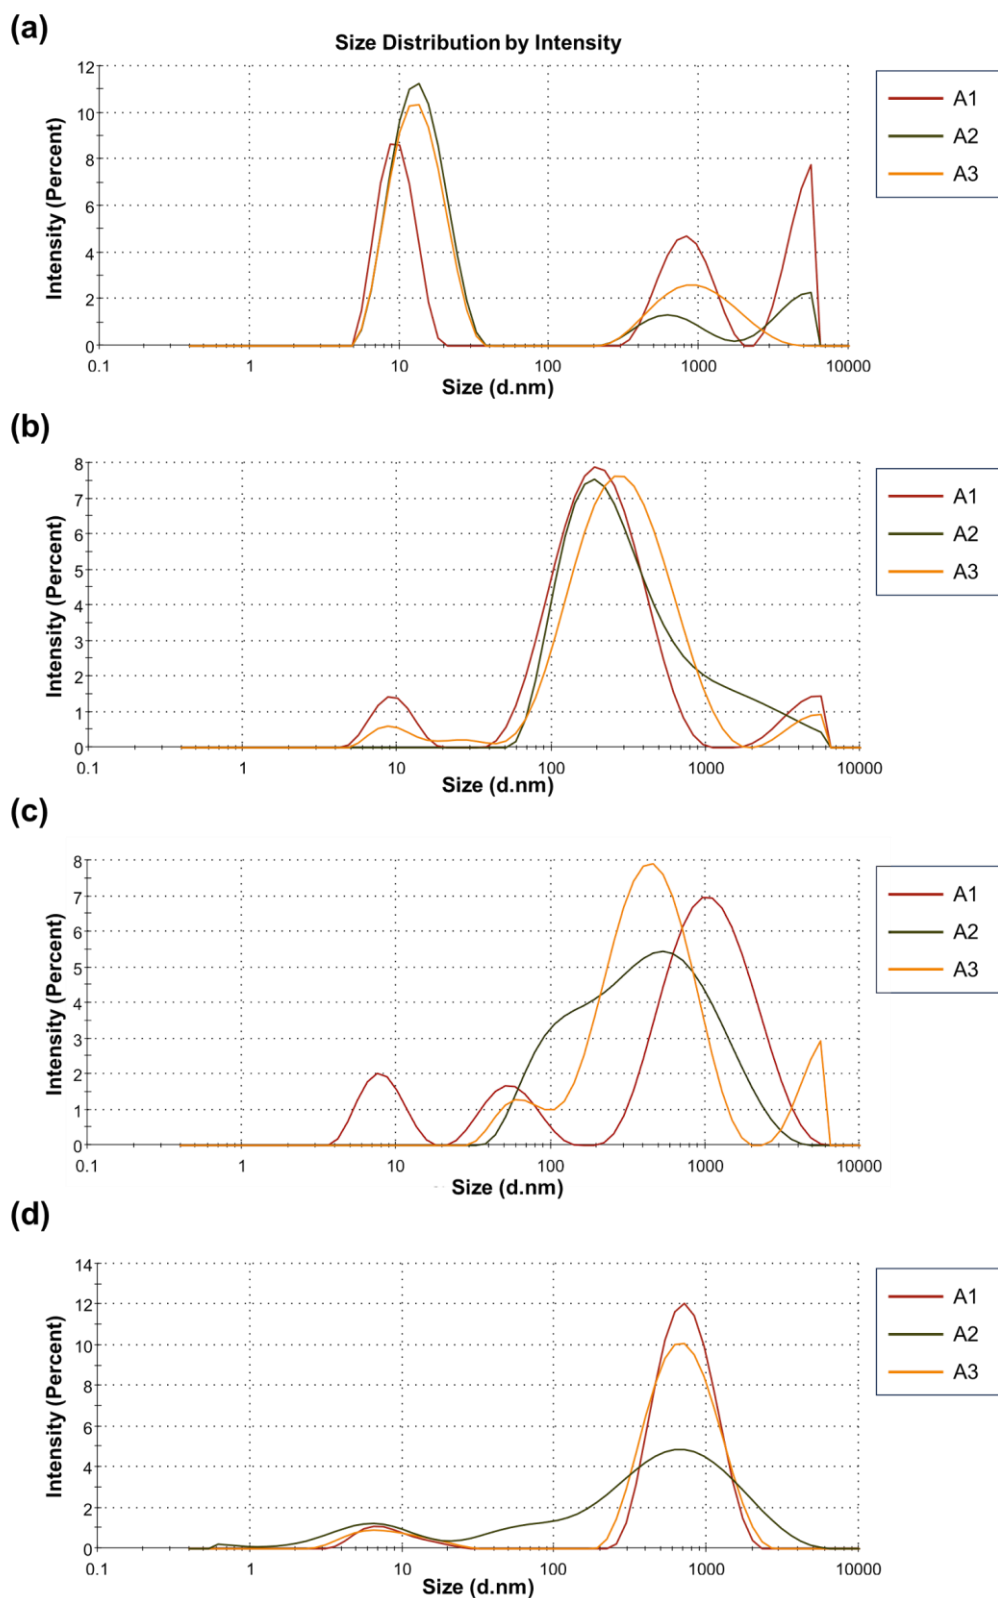 (a)
Size Distribution by Intensity
12
10
8
6
4
2
0
Intensity (Percent)
0.1 1 10 100 1000 10000
Size (d.nm)
A1
A2
A3
(b)
8
7
6
5
4
3
2
1
0
Intensity (Percent)
0.1 1 10 100 1000 10000
Size (d.nm)
A1
A2
A3
(c)
8
7
6
5
4
3
2
1
0
Intensity (Percent)
0.1 1 10 100 1000 10000
Size (d.nm)
A1
A2
A3
(d)
14
12
10
8
6
4
2
0
Intensity (Percent)
0.1 1 10 100 1000 10000
Size (d.nm)
A1
A2
A3